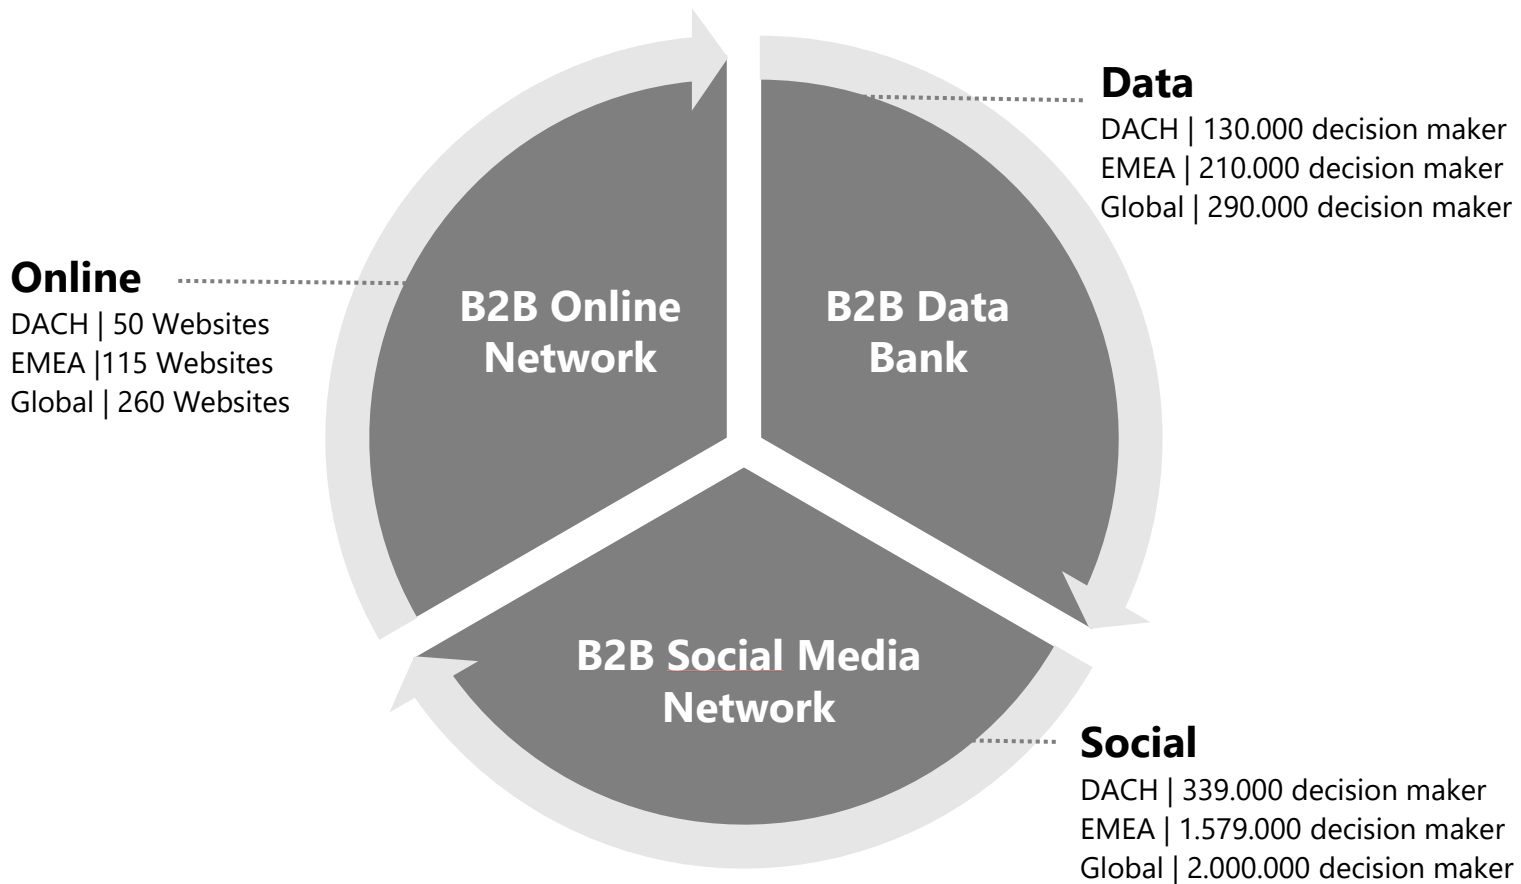 Data
DACH | 130.000 decision maker
EMEA | 210.000 decision maker
Global | 290.000 decision maker
Online
DACH | 50 Websites
EMEA |115 Websites
Global | 260 Websites
B2B Online
Network
B2B Data
Bank
B2B Social Media
Network
Social
DACH | 339.000 decision maker
EMEA | 1.579.000 decision maker
Global | 2.000.000 decision maker